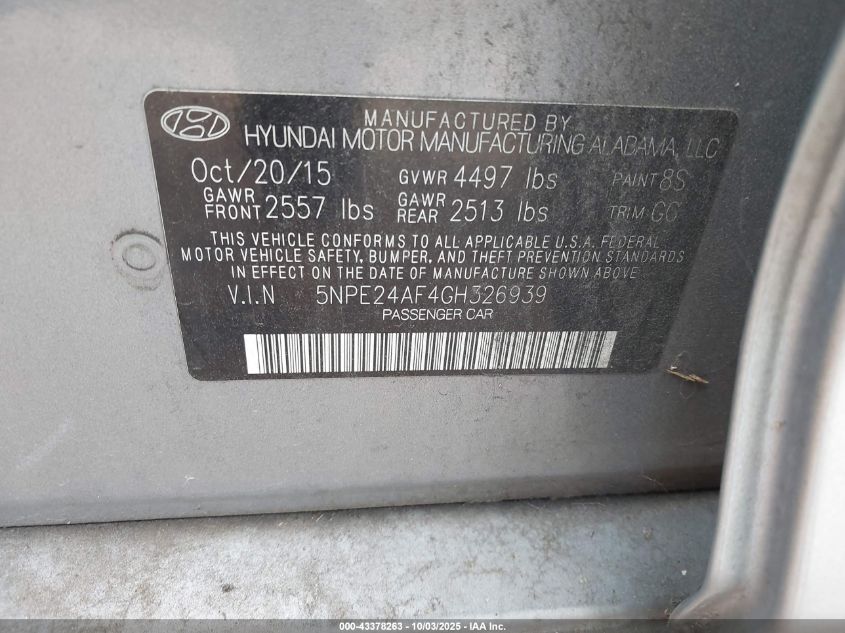 MANUFACTURED BY
HYUNDAI MOTOR MANUFACTURING ALABAMA, LLC
Oct/20/15 GVWR 4497 lbs PAINT 8S
GAWR FRONT 2557 lbs GAWR REAR 2513 lbs TRIM GG
THIS VEHICLE CONFORMS TO ALL APPLICABLE U.S.A. FEDERAL
MOTOR VEHICLE SAFETY, BUMPER, AND THEFT PREVENTION STANDARDS
IN EFFECT ON THE DATE OF MANUFACTURE SHOWN ABOVE.
V.I.N 5NPE24AF4GH326939
PASSENGER CAR
000-43378263 - 10/03/2025 - IAA Inc.